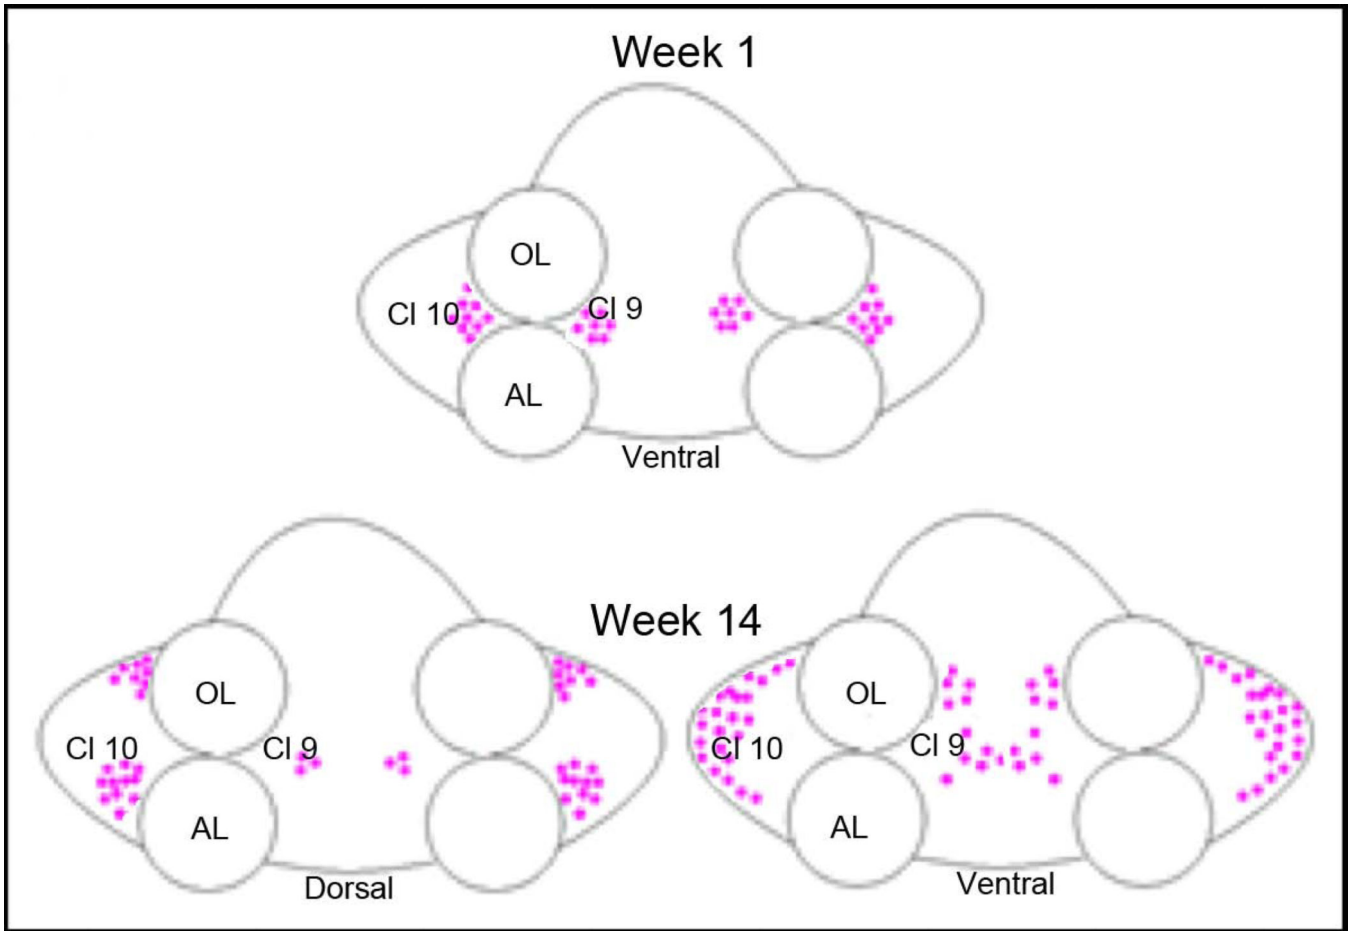 Week 1
OL
Cl 10
Cl 9
AL
Ventral
Week 14
OL
Cl 10
Cl 9
AL
Dorsal
OL
Cl 10
Cl 9
AL
Ventral